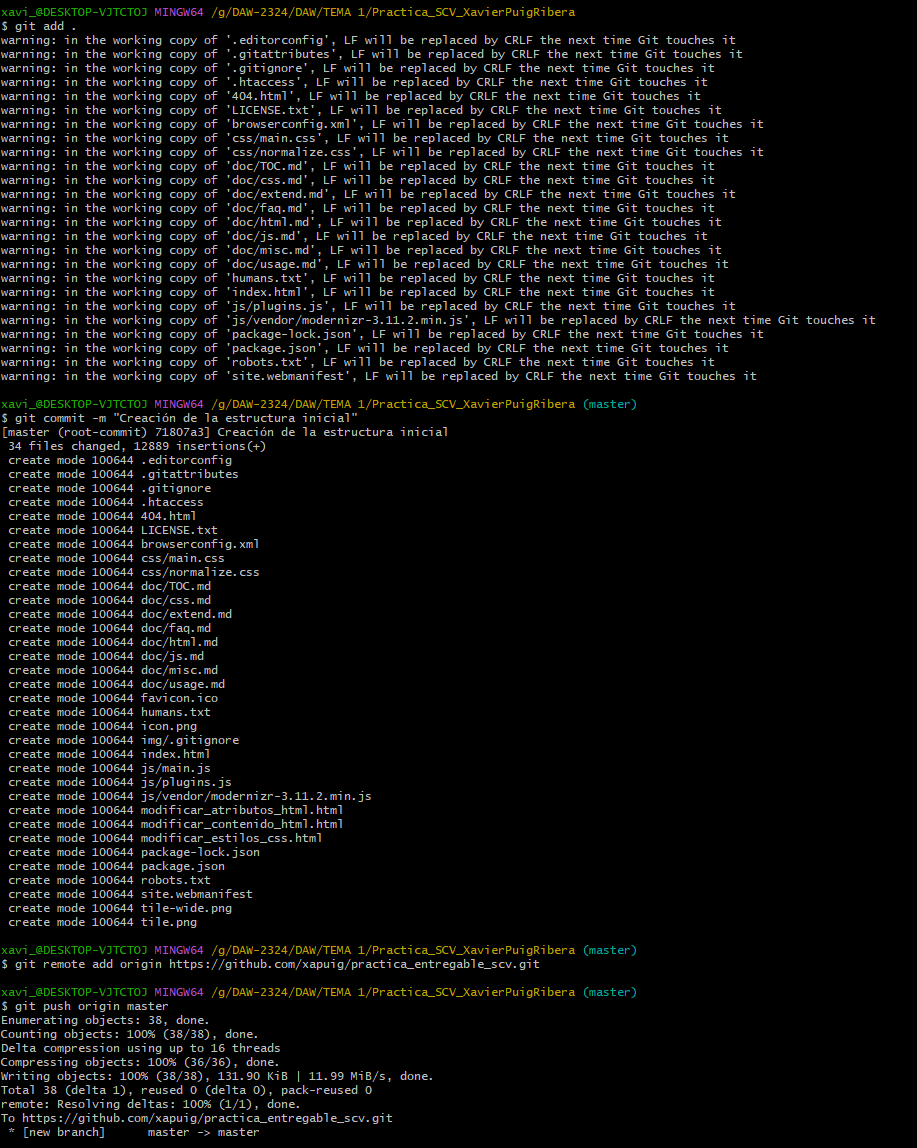 xavi_@DESKTOP-VJTCTOJ MINGW64 /g/DAW-2324/DAW/TEMA 1/Practica_SCV_XavierPuigRibera
$ git add .
warning: in the working copy of '.editorconfig', LF will be replaced by CRLF the next time Git touches it
warning: in the working copy of '.gitattributes', LF will be replaced by CRLF the next time Git touches it
warning: in the working copy of '.gitignore', LF will be replaced by CRLF the next time Git touches it
warning: in the working copy of '.htaccess', LF will be replaced by CRLF the next time Git touches it
warning: in the working copy of '404.html', LF will be replaced by CRLF the next time Git touches it
warning: in the working copy of 'LICENSE.txt', LF will be replaced by CRLF the next time Git touches it
warning: in the working copy of 'browserconfig.xml', LF will be replaced by CRLF the next time Git touches it
warning: in the working copy of 'css/main.css', LF will be replaced by CRLF the next time Git touches it
warning: in the working copy of 'css/normalize.css', LF will be replaced by CRLF the next time Git touches it
warning: in the working copy of 'doc/TOC.md', LF will be replaced by CRLF the next time Git touches it
warning: in the working copy of 'doc/css.md', LF will be replaced by CRLF the next time Git touches it
warning: in the working copy of 'doc/extend.md', LF will be replaced by CRLF the next time Git touches it
warning: in the working copy of 'doc/faq.md', LF will be replaced by CRLF the next time Git touches it
warning: in the working copy of 'doc/html.md', LF will be replaced by CRLF the next time Git touches it
warning: in the working copy of 'doc/js.md', LF will be replaced by CRLF the next time Git touches it
warning: in the working copy of 'doc/misc.md', LF will be replaced by CRLF the next time Git touches it
warning: in the working copy of 'doc/usage.md', LF will be replaced by CRLF the next time Git touches it
warning: in the working copy of 'humans.txt', LF will be replaced by CRLF the next time Git touches it
warning: in the working copy of 'index.html', LF will be replaced by CRLF the next time Git touches it
warning: in the working copy of 'js/plugins.js', LF will be replaced by CRLF the next time Git touches it
warning: in the working copy of 'js/vendor/modernizr-3.11.2.min.js', LF will be replaced by CRLF the next time Git touches it
warning: in the working copy of 'package-lock.json', LF will be replaced by CRLF the next time Git touches it
warning: in the working copy of 'package.json', LF will be replaced by CRLF the next time Git touches it
warning: in the working copy of 'robots.txt', LF will be replaced by CRLF the next time Git touches it
warning: in the working copy of 'site.webmanifest', LF will be replaced by CRLF the next time Git touches it
xavi_@DESKTOP-VJTCTOJ MINGW64 /g/DAW-2324/DAW/TEMA 1/Practica_SCV_XavierPuigRibera (master)
$ git commit -m "Creación de la estructura inicial"
[master (root-commit) 71807a3] Creación de la estructura inicial
 34 files changed, 12889 insertions(+)
 create mode 100644 .editorconfig
 create mode 100644 .gitattributes
 create mode 100644 .gitignore
 create mode 100644 .htaccess
 create mode 100644 404.html
 create mode 100644 LICENSE.txt
 create mode 100644 browserconfig.xml
 create mode 100644 css/main.css
 create mode 100644 css/normalize.css
 create mode 100644 doc/TOC.md
 create mode 100644 doc/css.md
 create mode 100644 doc/extend.md
 create mode 100644 doc/faq.md
 create mode 100644 doc/html.md
 create mode 100644 doc/js.md
 create mode 100644 doc/misc.md
 create mode 100644 doc/usage.md
 create mode 100644 favicon.ico
 create mode 100644 humans.txt
 create mode 100644 icon.png
 create mode 100644 img/.gitignore
 create mode 100644 index.html
 create mode 100644 js/main.js
 create mode 100644 js/plugins.js
 create mode 100644 js/vendor/modernizr-3.11.2.min.js
 create mode 100644 modificar_atributos_html.html
 create mode 100644 modificar_contenido_html.html
 create mode 100644 modificar_estilos_css.html
 create mode 100644 package-lock.json
 create mode 100644 package.json
 create mode 100644 robots.txt
 create mode 100644 site.webmanifest
 create mode 100644 tile-wide.png
 create mode 100644 tile.png
xavi_@DESKTOP-VJTCTOJ MINGW64 /g/DAW-2324/DAW/TEMA 1/Practica_SCV_XavierPuigRibera (master)
$ git remote add origin https://github.com/xapuig/practica_entregable_scv.git
xavi_@DESKTOP-VJTCTOJ MINGW64 /g/DAW-2324/DAW/TEMA 1/Practica_SCV_XavierPuigRibera (master)
$ git push origin master
Enumerating objects: 38, done.
Counting objects: 100% (38/38), done.
Delta compression using up to 16 threads
Compressing objects: 100% (36/36), done.
Writing objects: 100% (38/38), 131.90 KiB | 11.99 MiB/s, done.
Total 38 (delta 1), reused 0 (delta 0), pack-reused 0
remote: Resolving deltas: 100% (1/1), done.
To https://github.com/xapuig/practica_entregable_scv.git
 * [new branch]      master -> master